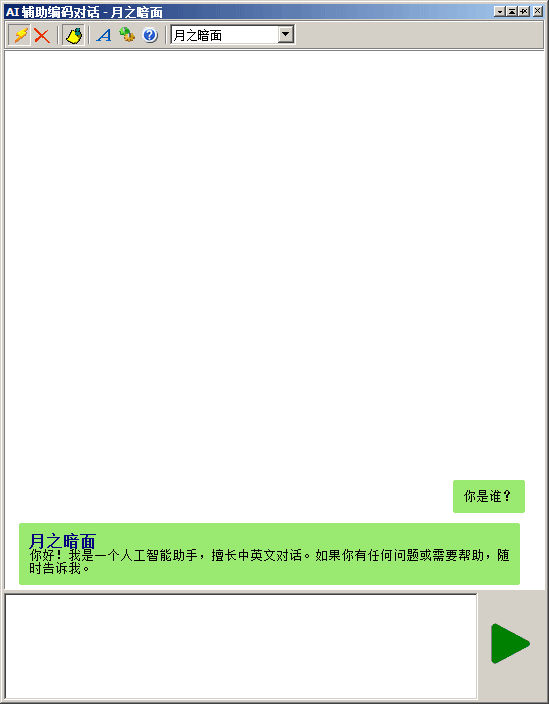 AI 辅助编码对话 - 月之暗面
月之暗面
你是谁？
月之暗面
你好！我是一个人工智能助手，擅长中英文对话。如果你有任何问题或需要帮助，随
时告诉我。